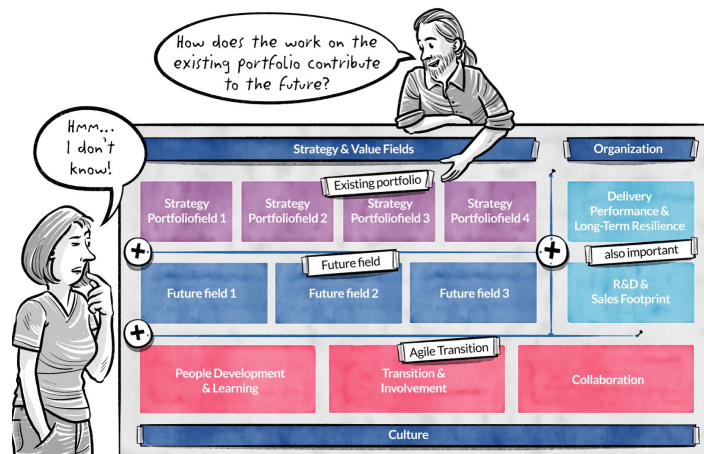 How does the work on the
existing portfolio contribute
to the future?
Hmm...
I don't
know!
Strategy & Value Fields
Organization
Existing portfolio
Strategy
Portfoliofield 1
Strategy
Portfoliofield 2
Strategy
Portfoliofield 3
Strategy
Portfoliofield 4
Delivery
Performance &
Long-Term Resilience
also important
Future field
Future field 1
Future field 2
Future field 3
R&D &
Sales Footprint
Agile Transition
People Development
& Learning
Transition &
Involvement
Collaboration
Culture